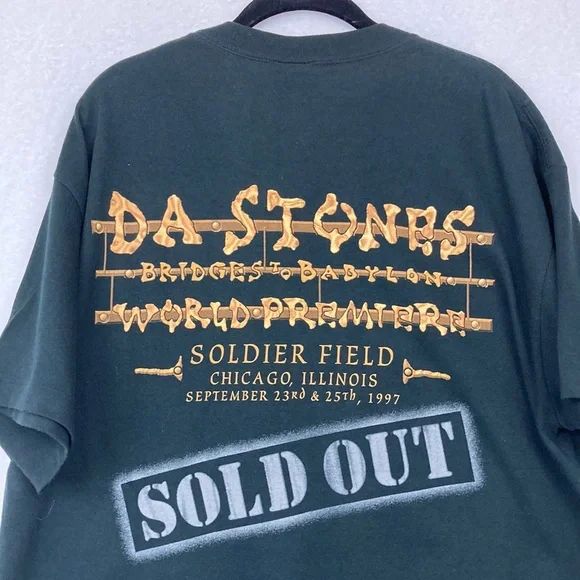 DA STONES
BRIDGES TO BABYLON
WORLD PREMIERE
SOLDIER FIELD
CHICAGO, ILLINOIS
SEPTEMBER 23RD & 25Th, 1997
SOLD OUT